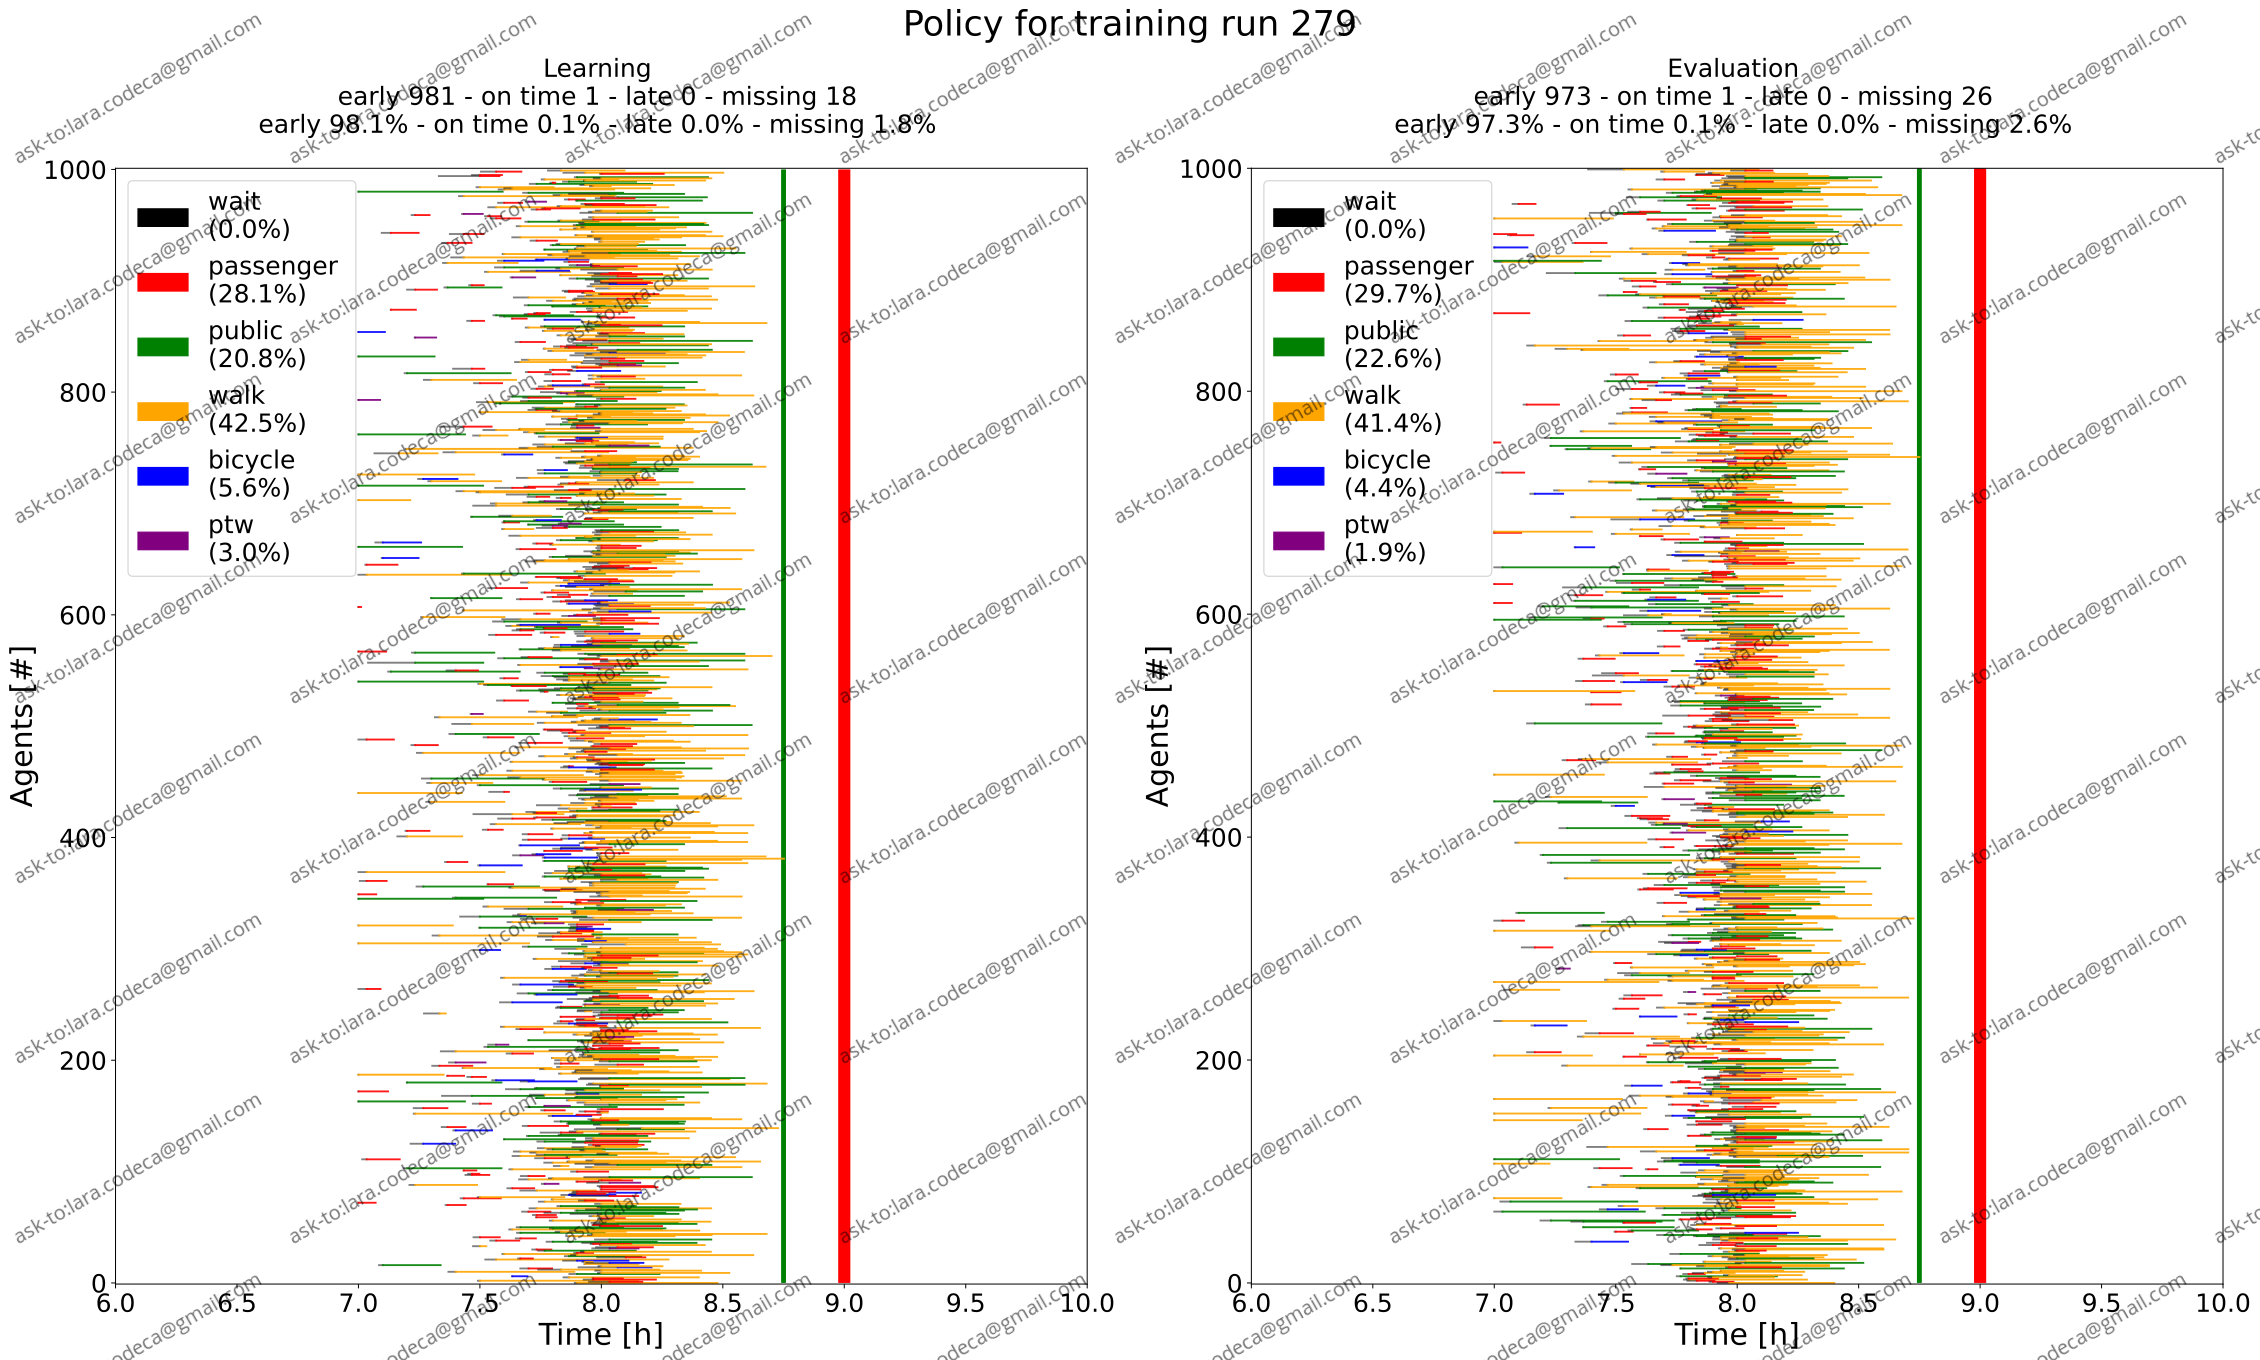 Policy for training run 279
Learning
early 981 - on time 1 - late 0 - missing 18
early 98.1% - on time 0.1% - late 0.0% - missing 1.8%
Agents [#]
1000
800
600
400
200
0
wait
(0.0%)
passenger
(28.1%)
public
(20.8%)
walk
(42.5%)
bicycle
(5.6%)
ptw
(3.0%)
6.0 6.5 7.0 7.5 8.0 8.5 9.0 9.5 10.0
Time [h]
Evaluation
early 973 - on time 1 - late 0 - missing 26
early 97.3% - on time 0.1% - late 0.0% - missing 2.6%
Agents [#]
1000
800
600
400
200
0
wait
(0.0%)
passenger
(29.7%)
public
(22.6%)
walk
(41.4%)
bicycle
(4.4%)
ptw
(1.9%)
6.0 6.5 7.0 7.5 8.0 8.5 9.0 9.5 10.0
Time [h]
ask-to:lara.codeca@gmail.com